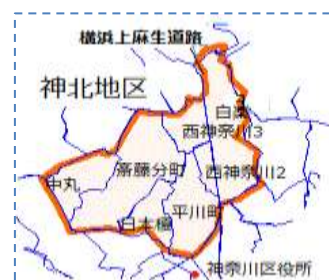 横浜上麻生道路
神北地区
白楽
西神奈川3
斎藤分町
西神奈川2
中丸
平川町
白木橋
神奈川区役所